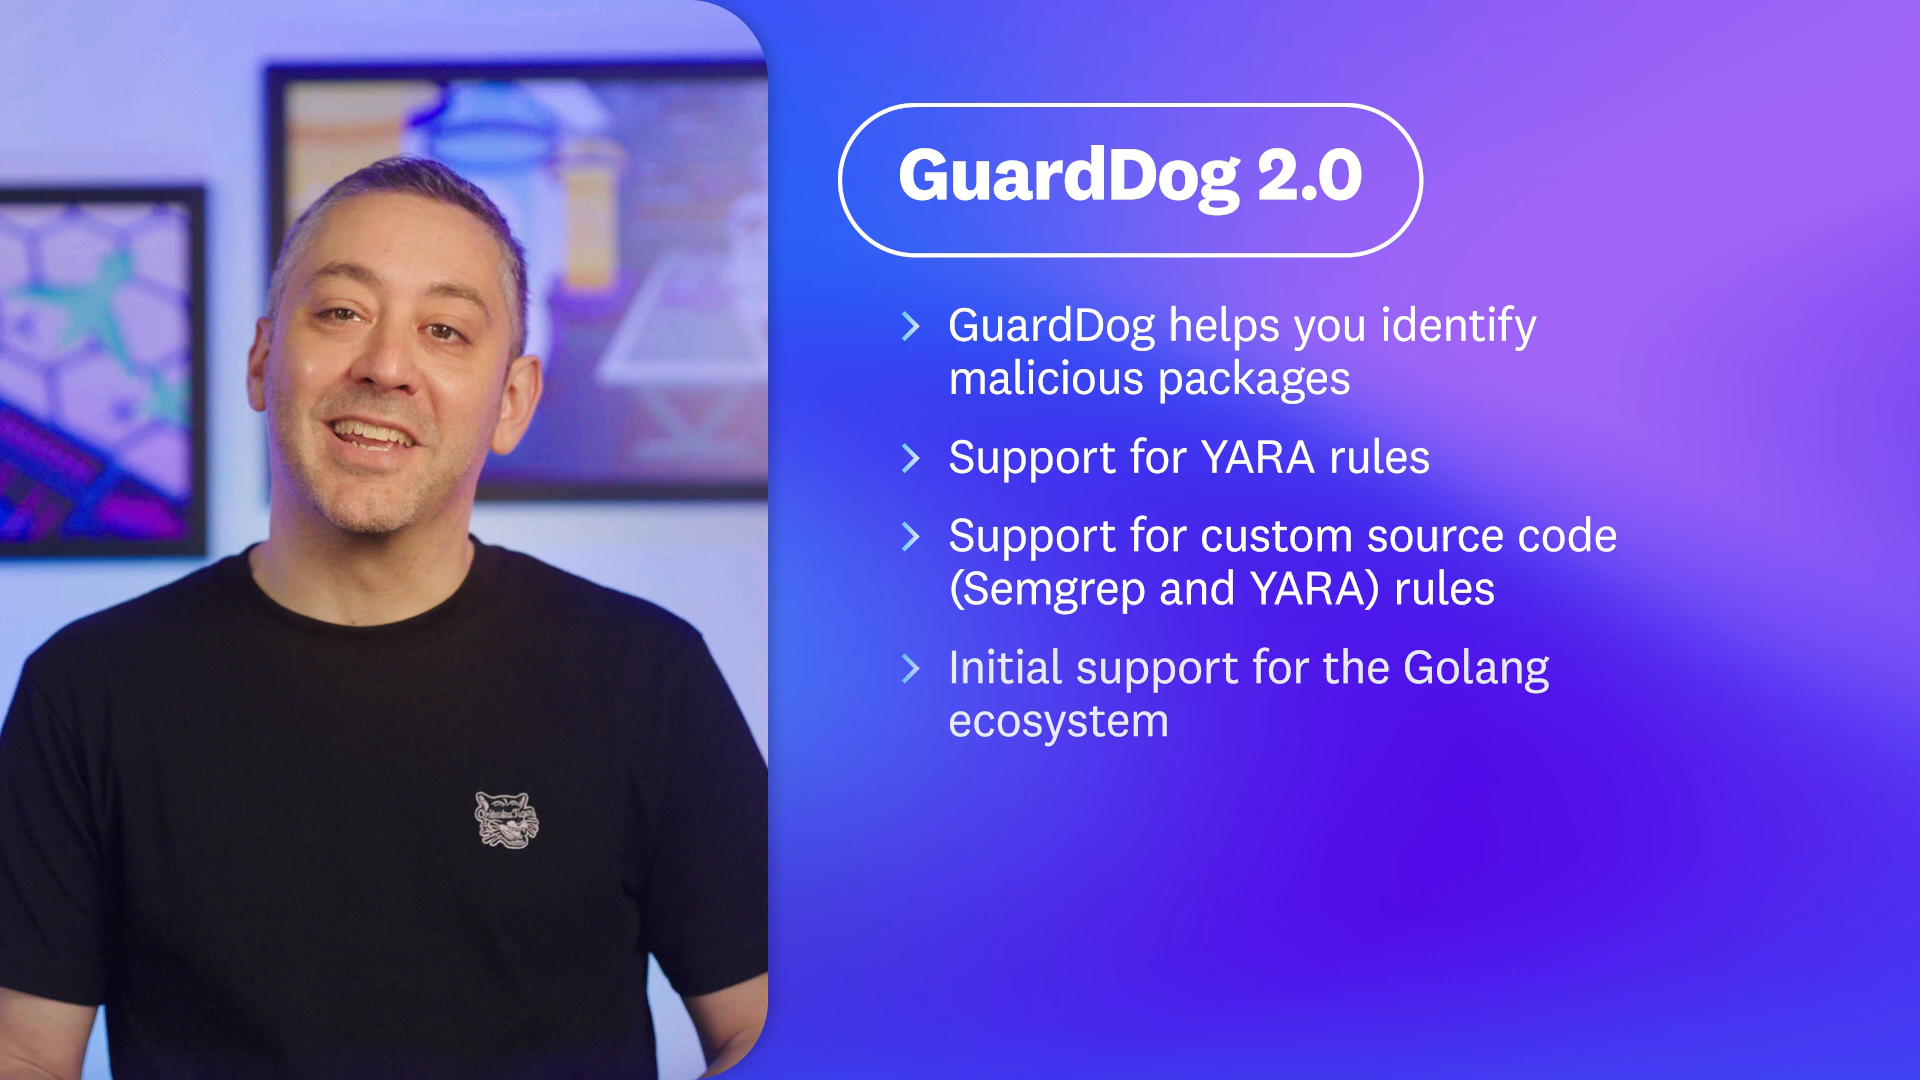 GuardDog 2.0
GuardDog helps you identify
malicious packages
Support for YARA rules
Support for custom source code
(Semgrep and YARA) rules
Initial support for the Golang
ecosystem